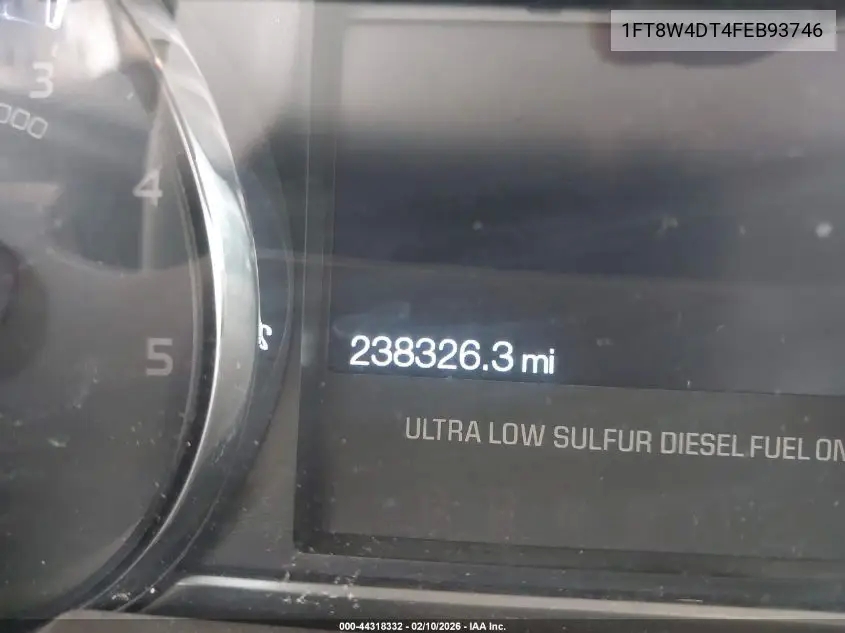 1FT8W4DT4FEB93746
3
000
4
5
238326.3 mi
ULTRA LOW SULFUR DIESEL FUEL ON
000-44318332 - 02/10/2026 - IAA Inc.